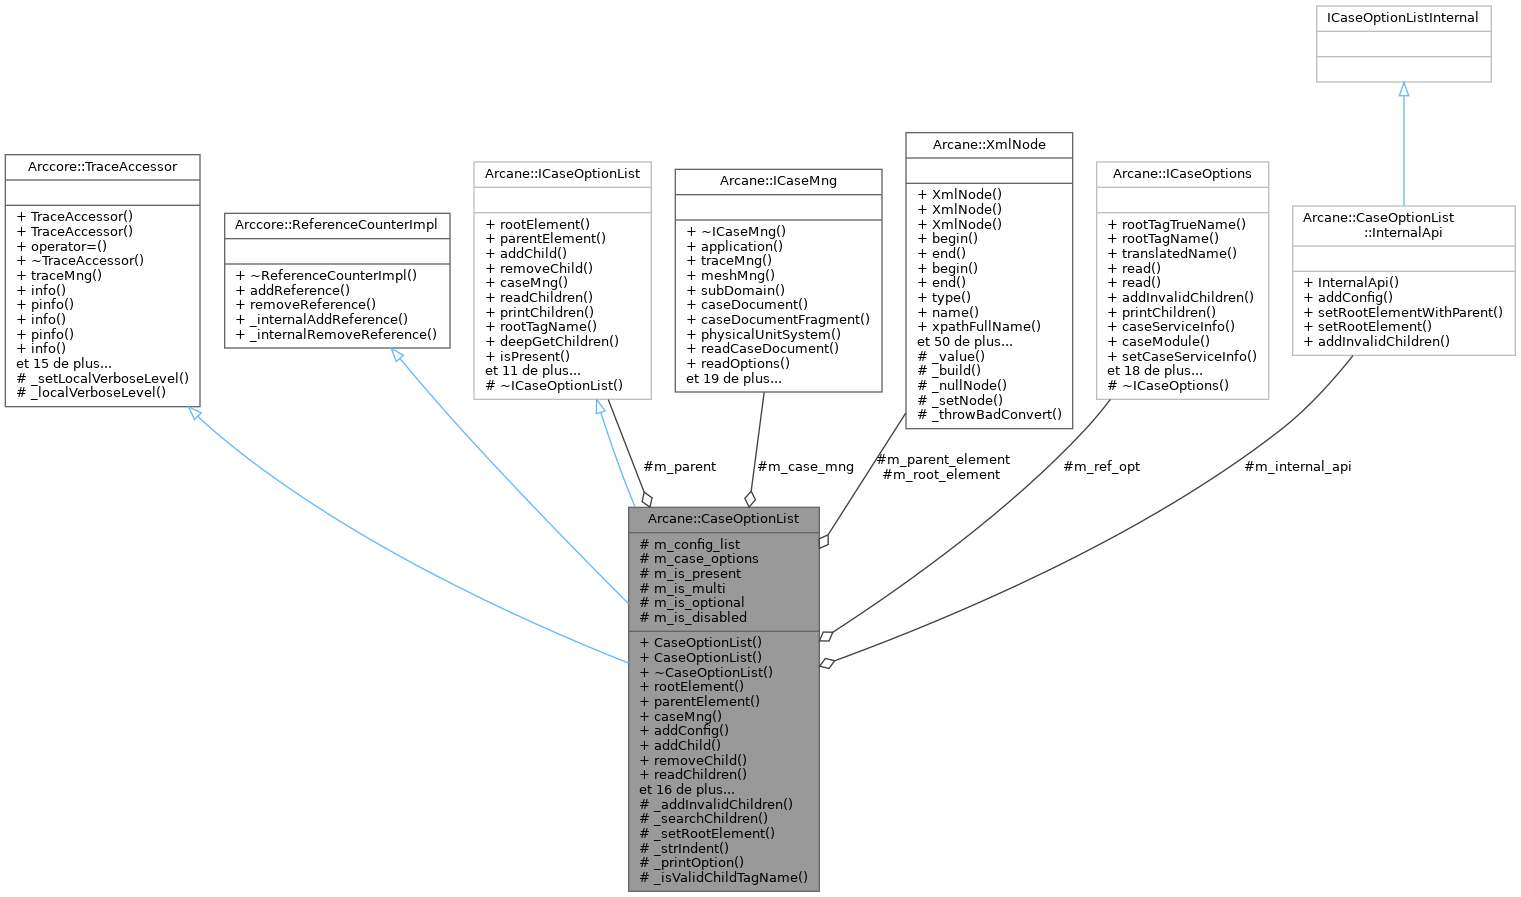 ICaseOptionListInternal
Arccore::TraceAccessor
+ TraceAccessor()
+ TraceAccessor()
+ operator=()
+ ~TraceAccessor()
+ traceMng()
+ info()
+ pinfo()
+ info()
+ pinfo()
+ info()
et 15 de plus...
# _setLocalVerboseLevel()
# _localVerboseLevel()
Arccore::ReferenceCounterImpl
+ ~ReferenceCounterImpl()
+ addReference()
+ removeReference()
+ _internalAddReference()
+ _internalRemoveReference()
Arcane::ICaseOptionList
+ rootElement()
+ parentElement()
+ addChild()
+ removeChild()
+ caseMng()
+ readChildren()
+ printChildren()
+ rootTagName()
+ deepGetChildren()
+ isPresent()
et 11 de plus...
# ~ICaseOptionList()
Arcane::ICaseMng
+ ~ICaseMng()
+ application()
+ traceMng()
+ meshMng()
+ subDomain()
+ caseDocument()
+ caseDocumentFragment()
+ physicalUnitSystem()
+ readCaseDocument()
+ readOptions()
et 19 de plus...
Arcane::XmlNode
+ XmlNode()
+ XmlNode()
+ XmlNode()
+ begin()
+ end()
+ begin()
+ end()
+ type()
+ name()
+ xpathFullName()
et 50 de plus...
# _value()
# _build()
# _nullNode()
# _setNode()
# _throwBadConvert()
Arcane::ICaseOptions
+ rootTagTrueName()
+ rootTagName()
+ translatedName()
+ read()
+ read()
+ addInvalidChildren()
+ printChildren()
+ caseServiceInfo()
+ caseModule()
+ setCaseServiceInfo()
et 18 de plus...
# ~ICaseOptions()
Arcane::CaseOptionList
::InternalApi
+ InternalApi()
+ addConfig()
+ setRootElementWithParent()
+ setRootElement()
+ addInvalidChildren()
#m_parent
#m_case_mng
#m_parent_element
#m_root_element
#m_ref_opt
#m_internal_api
Arcane::CaseOptionList
# m_config_list
# m_case_options
# m_is_present
# m_is_multi
# m_is_optional
# m_is_disabled
+ CaseOptionList()
+ CaseOptionList()
+ ~CaseOptionList()
+ rootElement()
+ parentElement()
+ caseMng()
+ addConfig()
+ addChild()
+ removeChild()
+ readChildren()
et 16 de plus...
# _addInvalidChildren()
# _searchChildren()
# _setRootElement()
# _strIndent()
# _printOption()
# _isValidChildTagName()